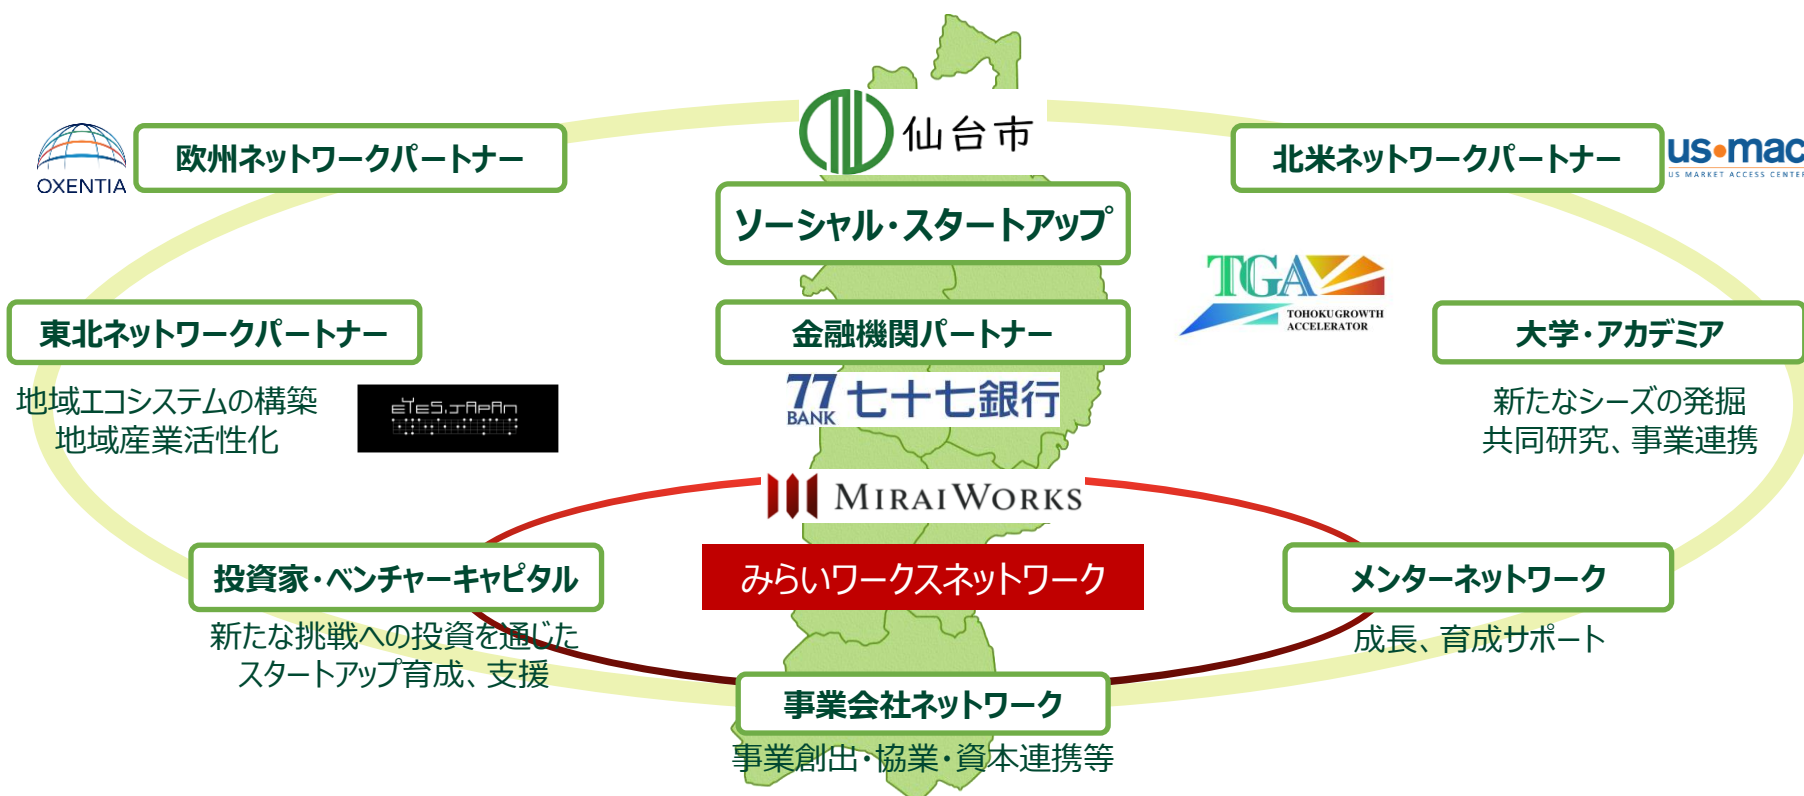 仙台市
OXENTIA
欧州ネットワークパートナー
北米ネットワークパートナー
us•mac
US MARKET ACCESS CENTER
ソーシャル・スタートアップ
TGA
TOHOKU GROWTH
ACCELERATOR
東北ネットワークパートナー
金融機関パートナー
大学・アカデミア
地域エコシステムの構築
地域産業活性化
eYeS, JAPAN
77
BANK
七十七銀行
新たなシーズの発掘
共同研究、事業連携
MIRAIWORKS
投資家・ベンチャーキャピタル
みらいワークスネットワーク
メンターネットワーク
新たな挑戦への投資を通じた
スタートアップ育成、支援
成長、育成サポート
事業会社ネットワーク
事業創出・協業・資本連携等